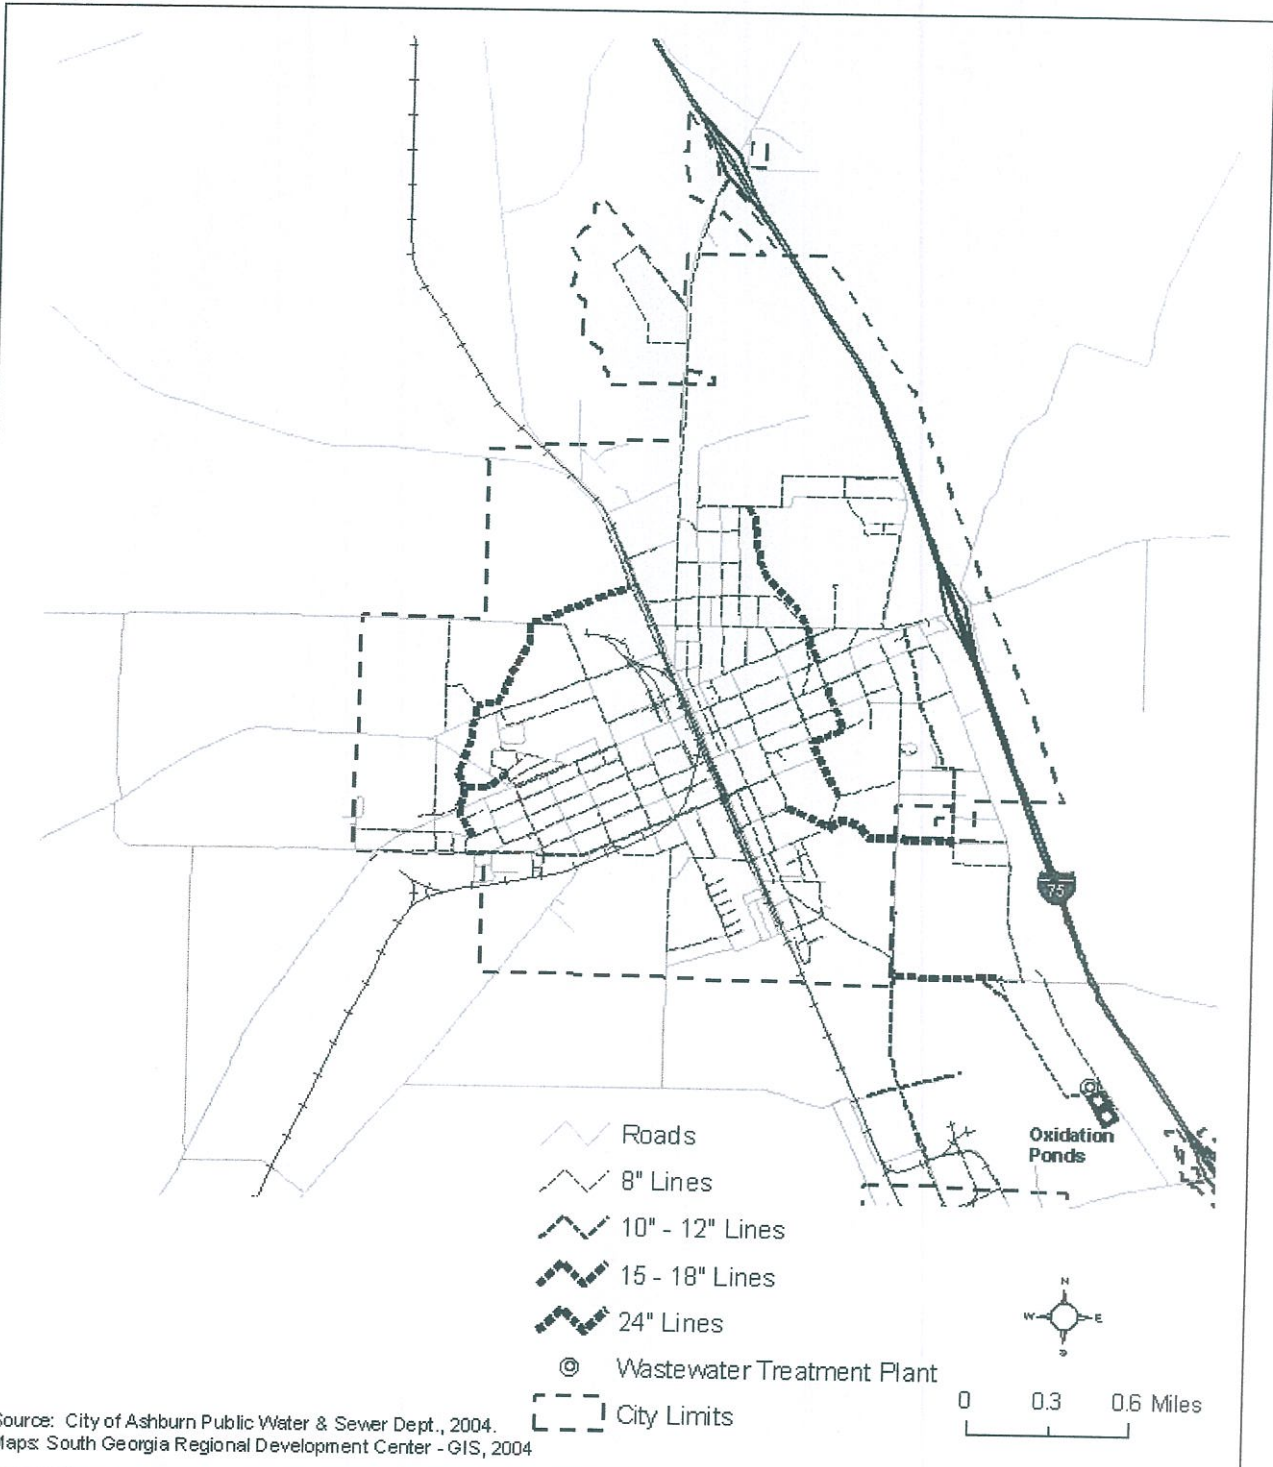 75
Oxidation
Ponds
Roads
8" Lines
10" - 12" Lines
15 - 18" Lines
24" Lines
Wastewater Treatment Plant
City Limits
N
W E
S
0 0.3 0.6 Miles
Source: City of Ashburn Public Water & Sewer Dept., 2004.
Maps: South Georgia Regional Development Center - GIS, 2004